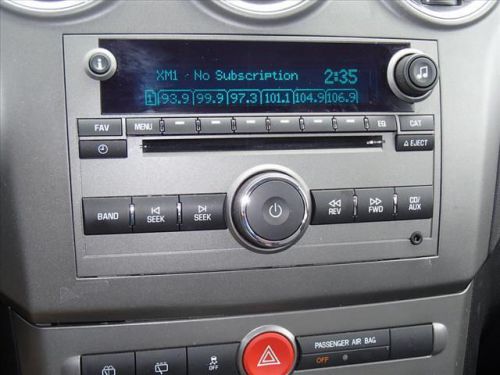 XM1 - No Subscription 2:35
1 93.9 99.9 97.3 101.1 104.9 106.9
FAV MENU EQ CAT
EJECT
BAND SEEK SEEK REV FWD CD/AUX
PASSENGER AIR BAG
OFF
OFF